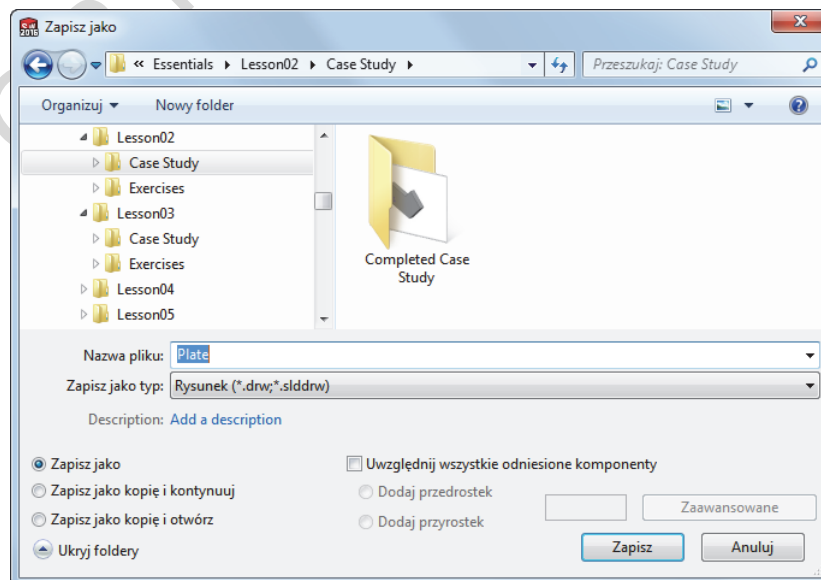 Zapisz jako
« Essentials Lesson02 Case Study
Przeszukaj: Case Study
Organizuj Nowy folder
Lesson02
Case Study
Exercises
Lesson03
Case Study
Exercises
Lesson04
Lesson05
Completed Case
Study
Nazwa pliku: Plate
Zapisz jako typ: Rysunek (*.drw;*.slddrw)
Description: Add a description
Zapisz jako
Zapisz jako kopię i kontynuuj
Zapisz jako kopię i otwórz
Uwzględnij wszystkie odniesione komponenty
Dodaj przedrostek
Dodaj przyrostek
Zaawansowane
Ukryj foldery
Zapisz Anuluj